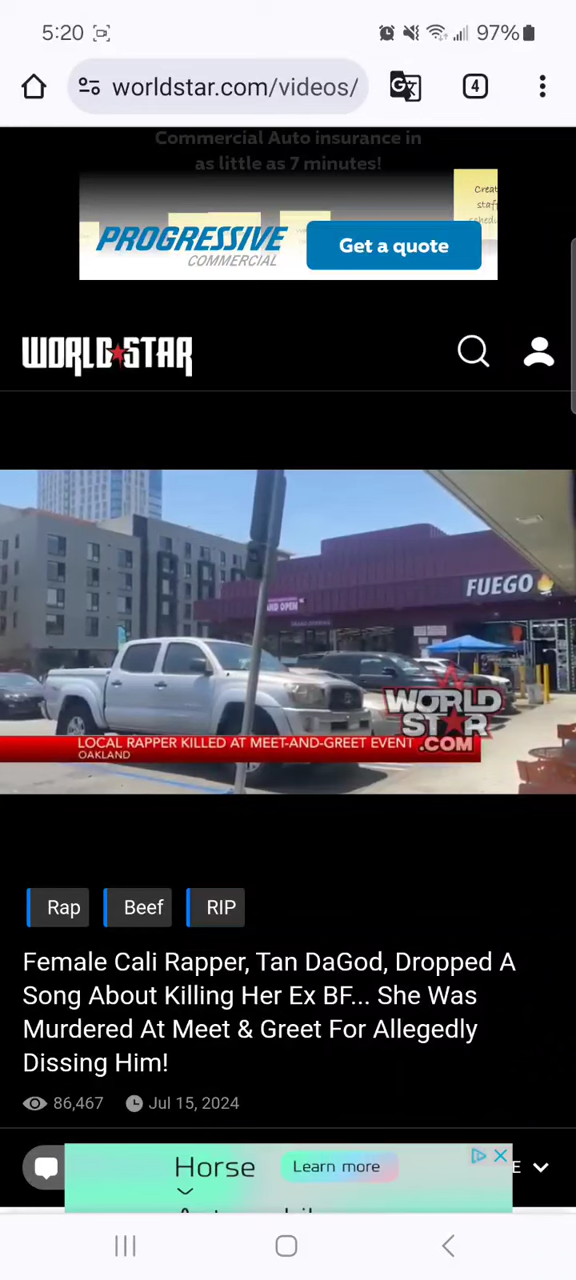 5:20
97%
worldstar.com/videos/
4
Commercial Auto insurance in
as little as 7 minutes!
PROGRESSIVE
COMMERCIAL
Get a quote
WORLD STAR
FUEGO
LOCAL RAPPER KILLED AT MEET-AND-GREET EVENT
OAKLAND
WORLD
STAR
.COM
Rap
Beef
RIP
Female Cali Rapper, Tan DaGod, Dropped A
Song About Killing Her Ex BF... She Was
Murdered At Meet & Greet For Allegedly
Dissing Him!
86,467
Jul 15, 2024
Horse
Learn more
E